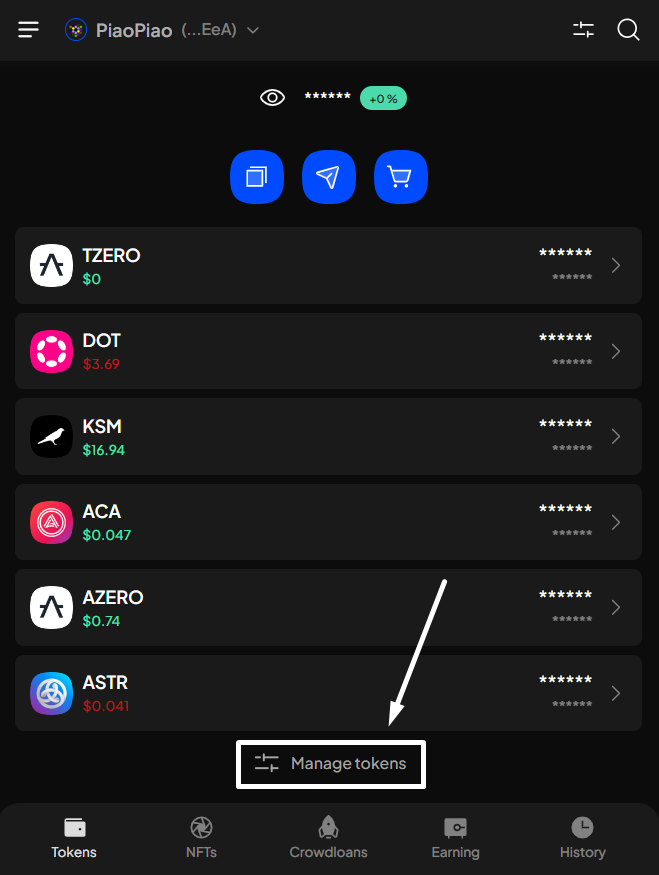 PiaoPiao (...EeA)
****** +0 %
TZERO ******
$0 ******
DOT ******
$3.69 ******
KSM ******
$16.94 ******
ACA ******
$0.047 ******
AZERO ******
$0.74 ******
ASTR ******
$0.041 ******
Manage tokens
Tokens NFTs Crowdloans Earning History